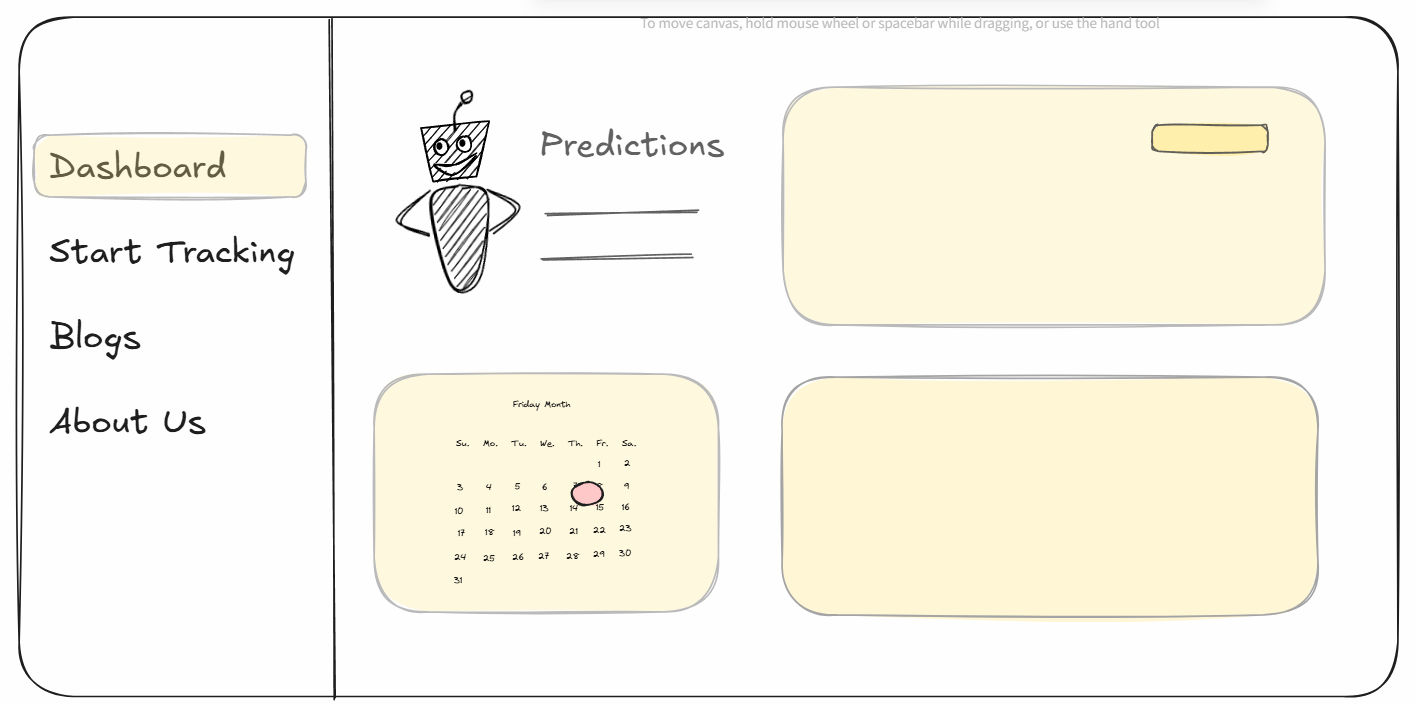 To move canvas, hold mouse wheel or spacebar while dragging, or use the hand tool
Dashboard
Start Tracking
Blogs
About Us
Predictions
Friday Month
Su. Mo. Tu. We. Th. Fr. Sa.
1 2
3 4 5 6 9
10 11 12 13 14 15 16
17 18 19 20 21 22 23
24 25 26 27 28 29 30
31